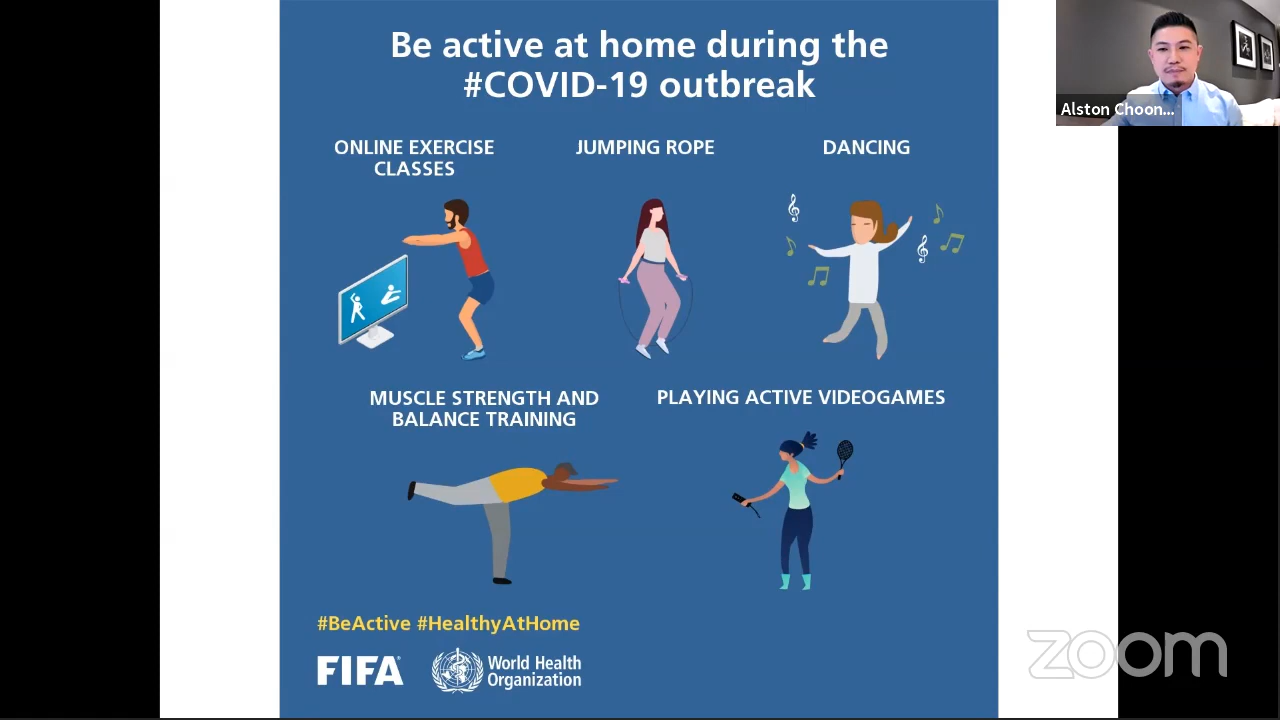 Be active at home during the
#COVID-19 outbreak
Alston Choon...
ONLINE EXERCISE
CLASSES
JUMPING ROPE
DANCING
MUSCLE STRENGTH AND
BALANCE TRAINING
PLAYING ACTIVE VIDEOGAMES
#BeActive #HealthyAtHome
FIFA
World Health
Organization
zoom